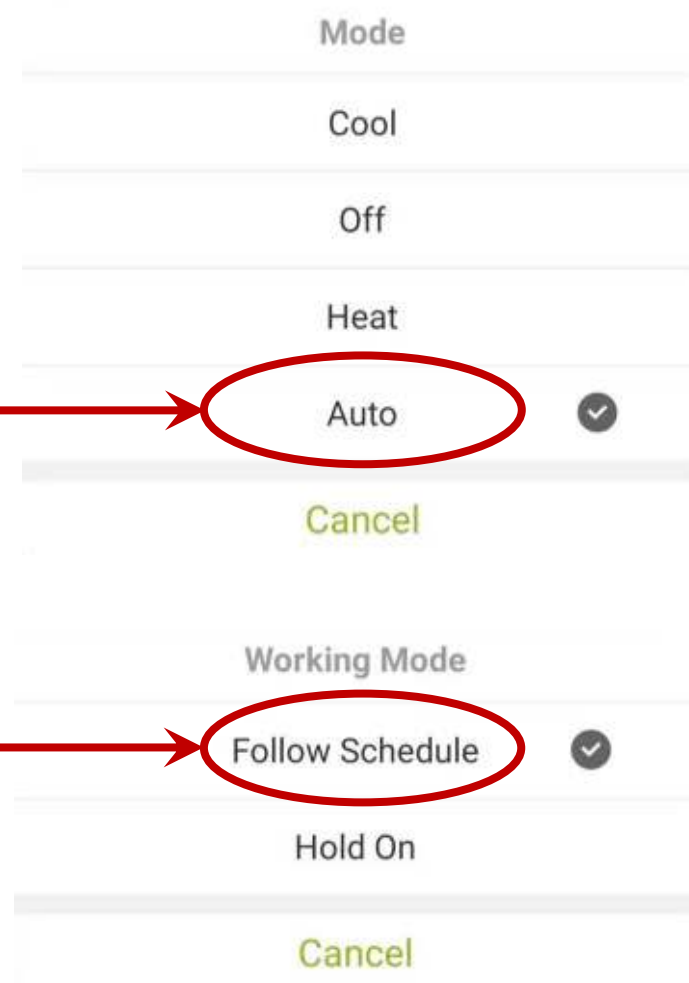 Mode
Cool
Off
Heat
Auto
Cancel
Working Mode
Follow Schedule
Hold On
Cancel